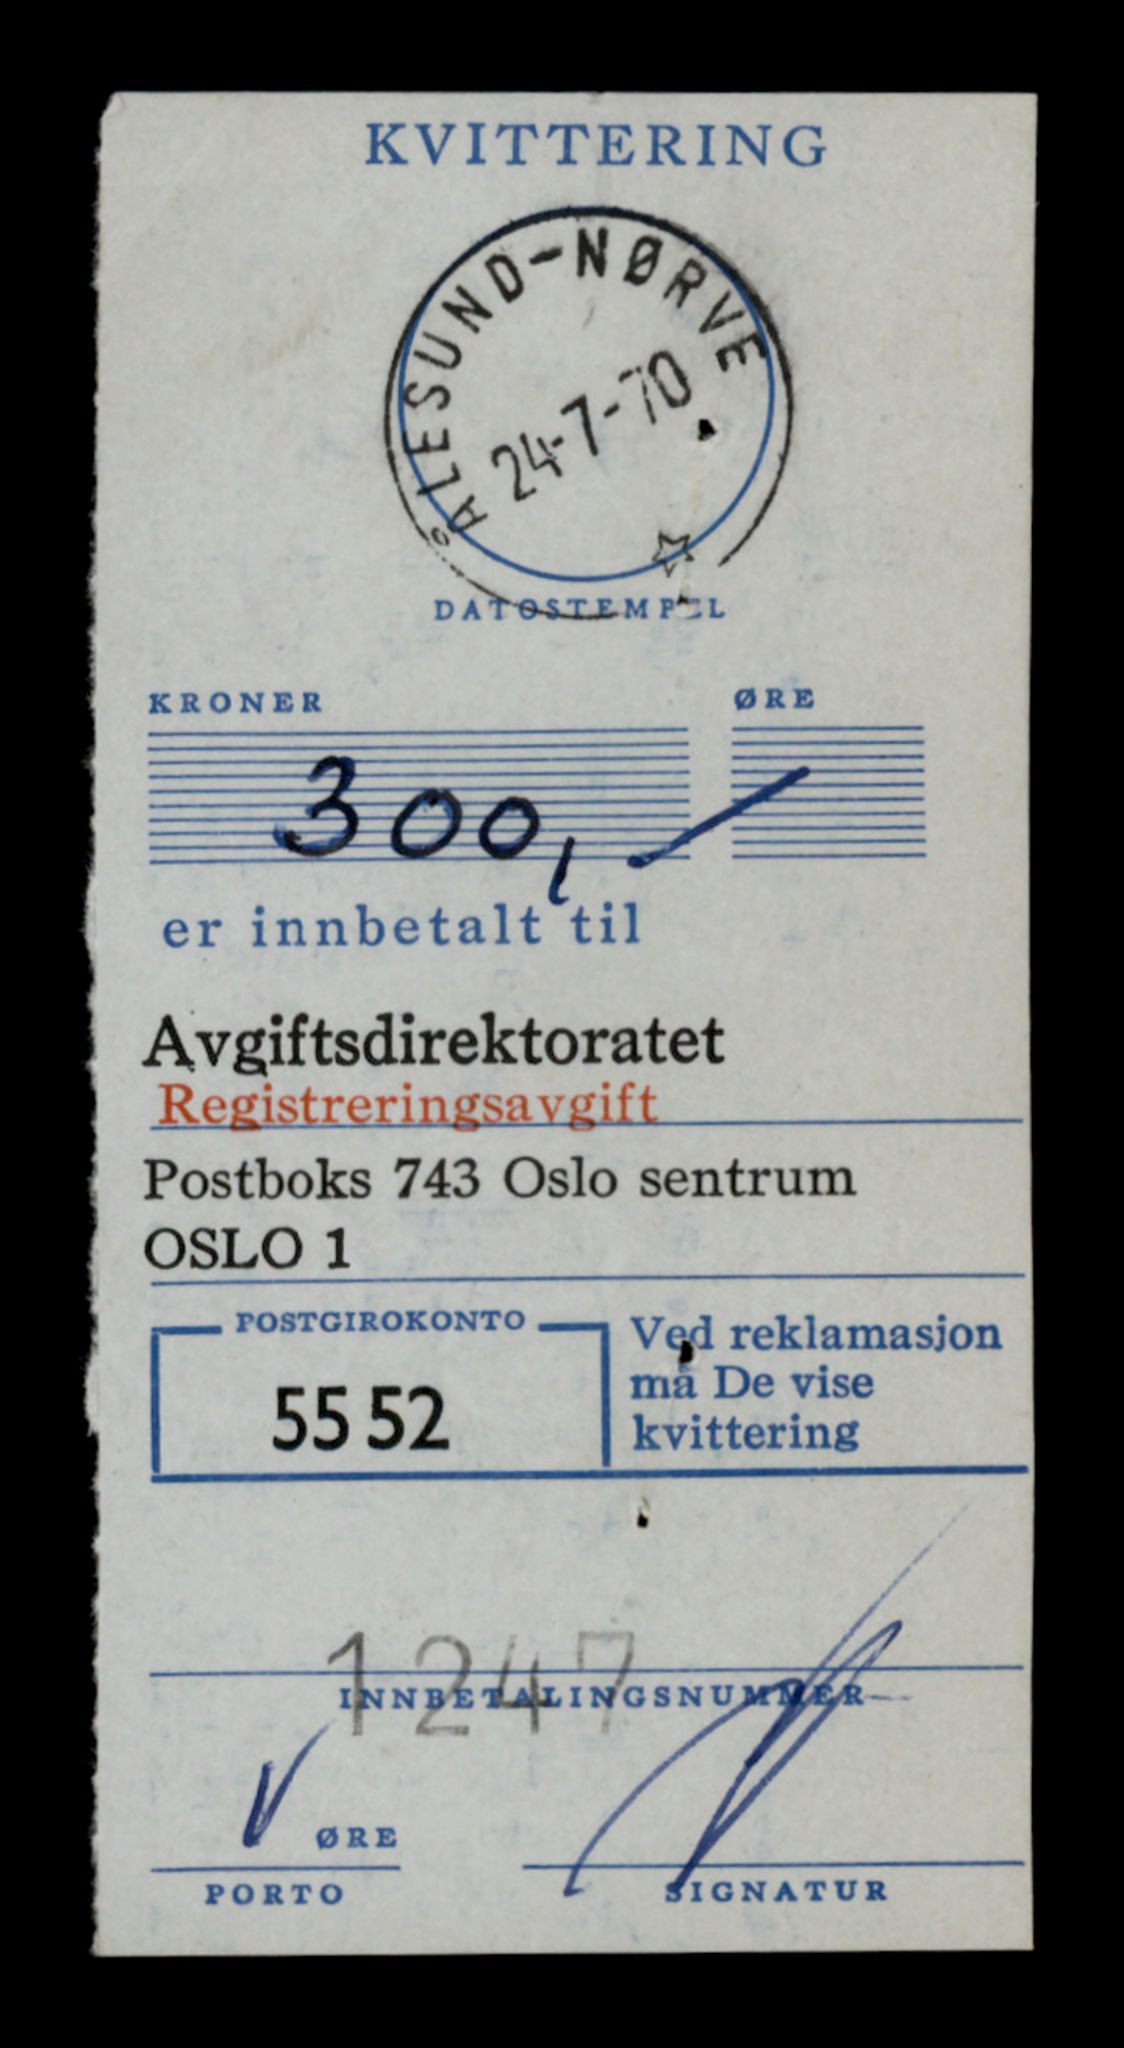 KVITTERING
ÅLESUND-NØRVE
24-7-70
DATOSTEMPEL
KRONER ØRE
300,—
er innbetalt til
Avgiftsdirektoratet
Registreringsavgift
Postboks 743 Oslo sentrum
OSLO 1
POSTGIROKONTO
55 52
Ved reklamasjon
må De vise
kvittering
1247
INNBETALINGSNUMMER
ØRE
PORTO
SIGNATUR